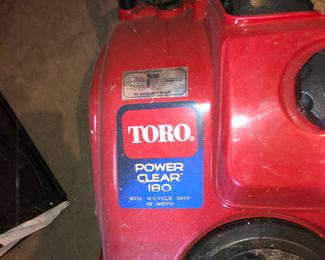 TORO
POWER
CLEAR
180
87cc 4-CYCLE OHV
18" WIDTH